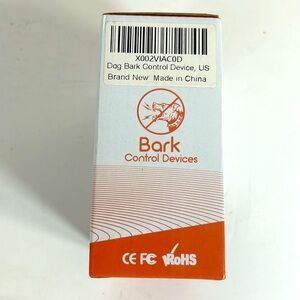 X002VIAC0D
Dog Bark Control Device, US
Brand New Made in China
Bark
Control Devices
CE FC RoHS